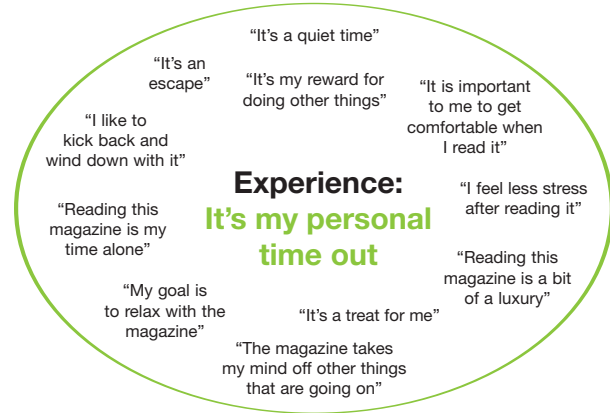 “It’s a quiet time”
“It’s an
escape”
“It’s my reward for
doing other things”
“It is important
to me to get
comfortable when
I read it”
“I like to
kick back and
wind down with it”
Experience:
It’s my personal
time out
“I feel less stress
after reading it”
“Reading this
magazine is my
time alone”
“Reading this
magazine is a bit
of a luxury”
“My goal is
to relax with the
magazine”
“It’s a treat for me”
“The magazine takes
my mind off other things
that are going on”